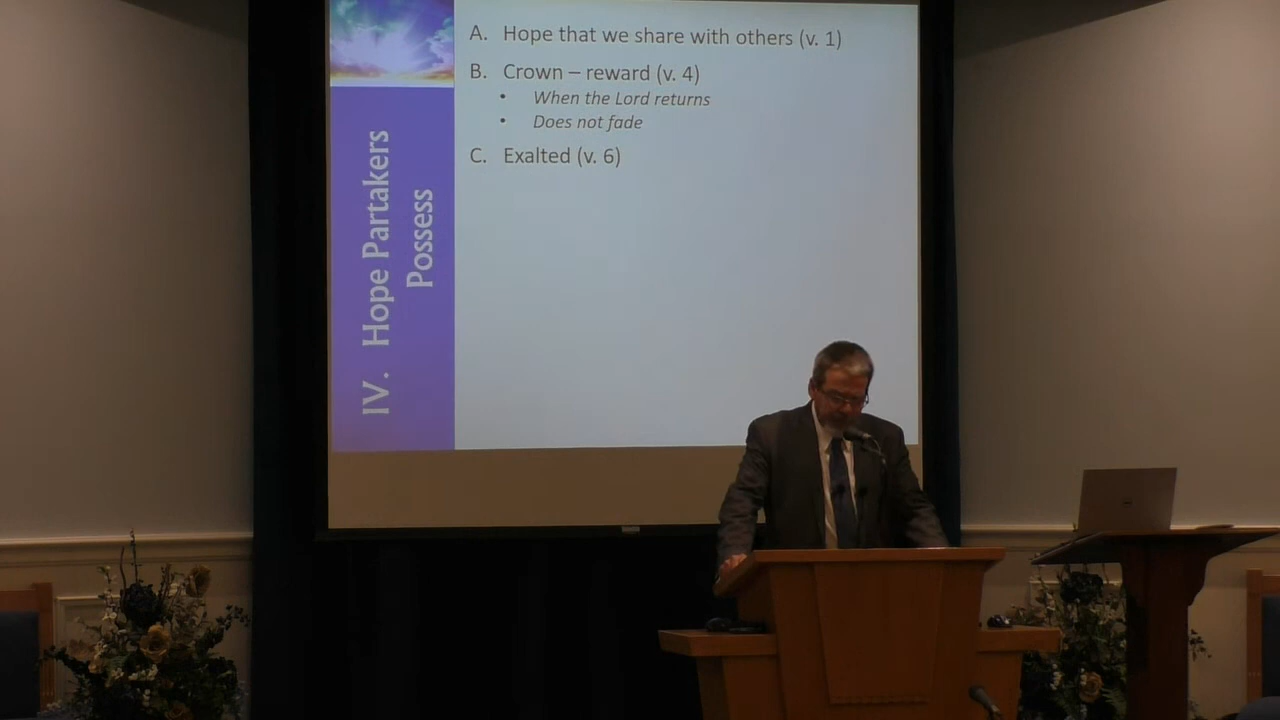 IV. Hope Partakers
Possess
A. Hope that we share with others (v. 1)
B. Crown – reward (v. 4)
• When the Lord returns
• Does not fade
C. Exalted (v. 6)